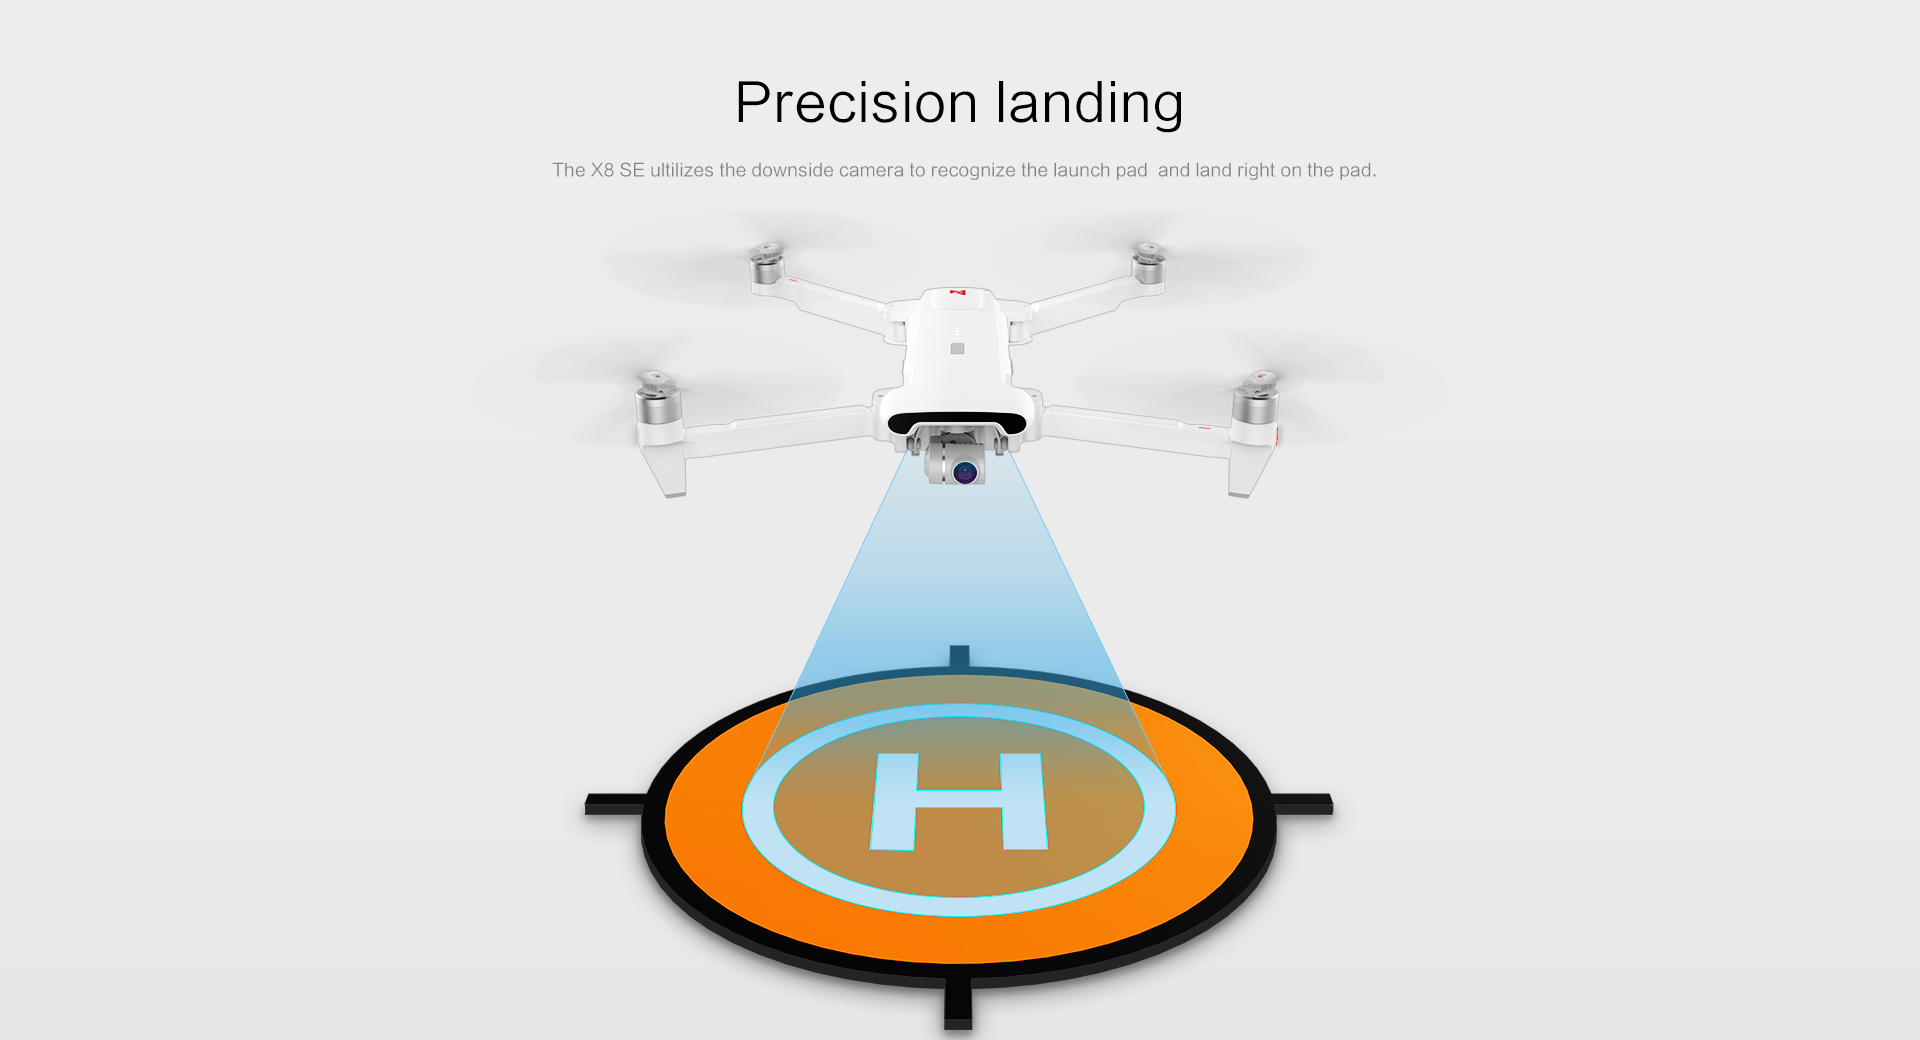 Precision landing
The X8 SE ultilizes the downside camera to recognize the launch pad  and land right on the pad.
H